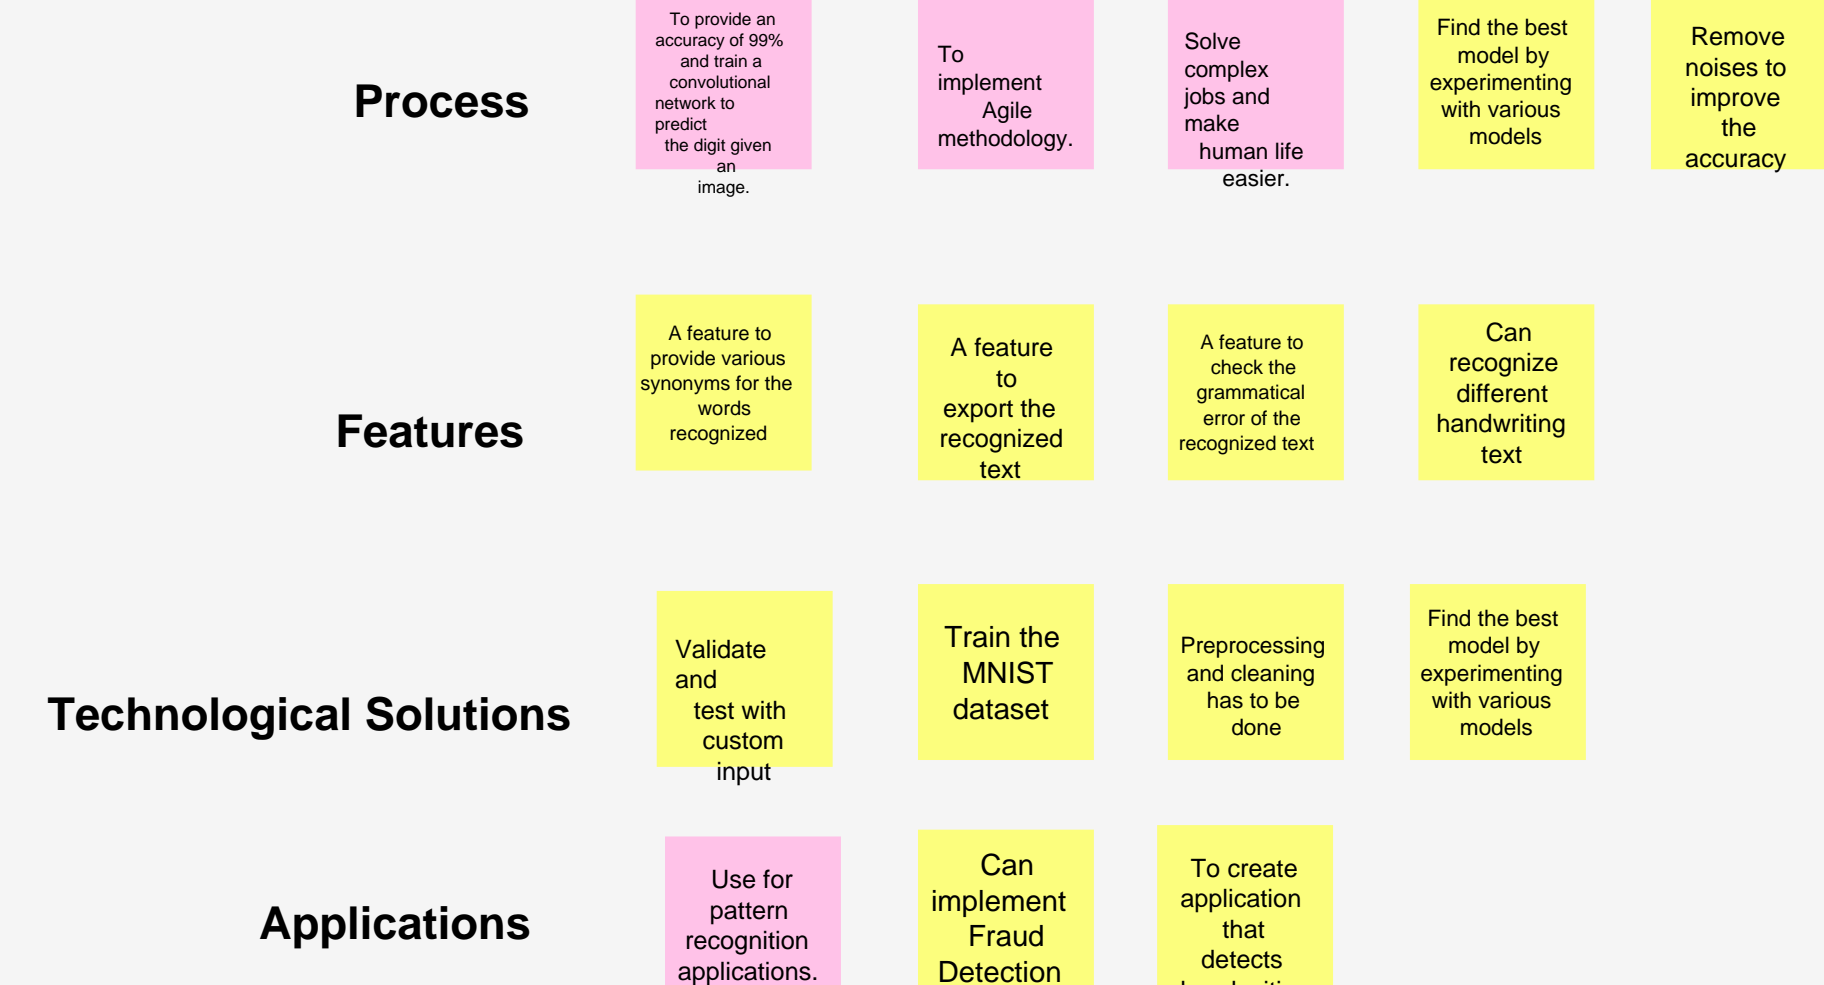 Process
To provide an
accuracy of 99%
and train a
convolutional
network to
predict
the digit given
an
image.
To
implement
Agile
methodology.
Solve
complex
jobs and
make
human life
easier.
Find the best
model by
experimenting
with various
models
Remove
noises to
improve
the
accuracy
Features
A feature to
provide various
synonyms for the
words
recognized
A feature
to
export the
recognized
text
A feature to
check the
grammatical
error of the
recognized text
Can
recognize
different
handwriting
text
Technological Solutions
Validate
and
test with
custom
input
Train the
MNIST
dataset
Preprocessing
and cleaning
has to be
done
Find the best
model by
experimenting
with various
models
Applications
Use for
pattern
recognition
applications.
Can
implement
Fraud
Detection
To create
application
that
detects